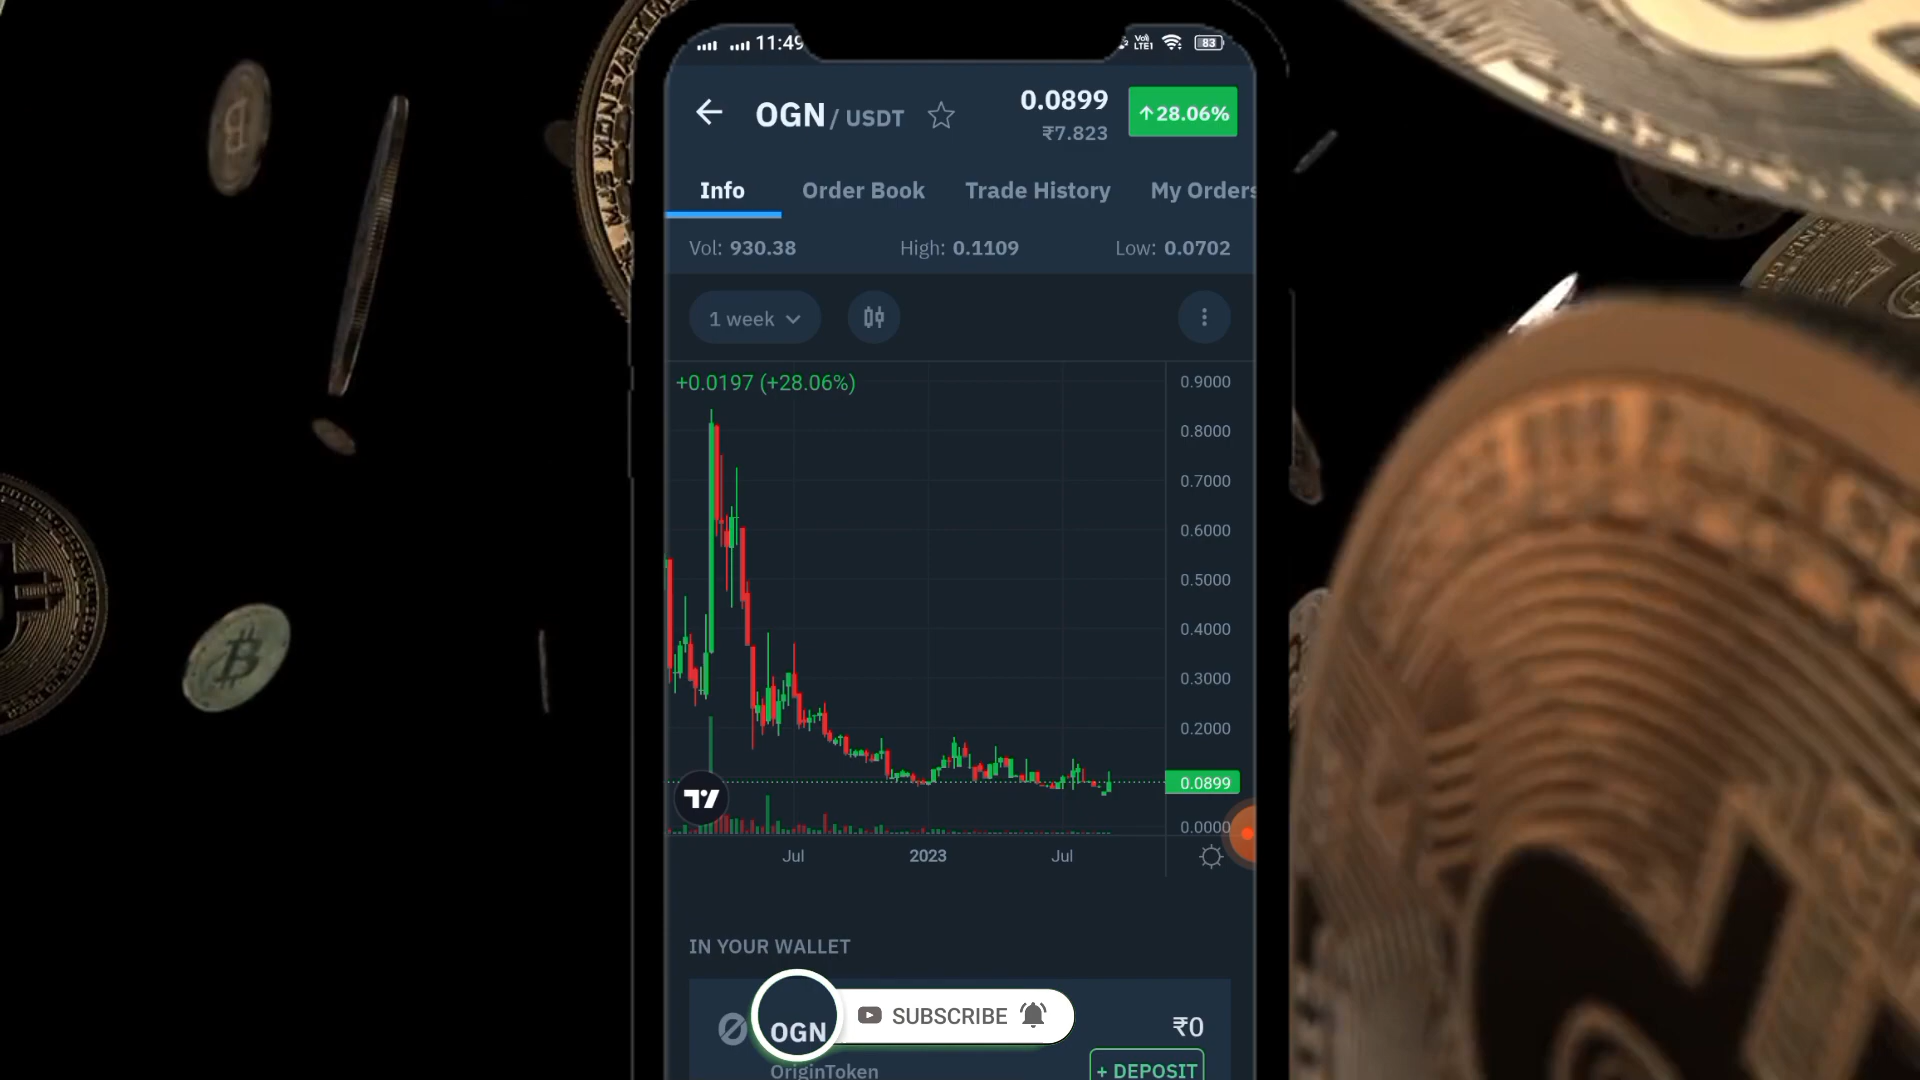 11:49
Vo) LTE1
83
OGN / USDT
0.0899
₹7.823
↑28.06%
Info
Order Book
Trade History
My Orders
Vol: 930.38
High: 0.1109
Low: 0.0702
1 week
+0.0197 (+28.06%)
0.9000
0.8000
0.7000
0.6000
0.5000
0.4000
0.3000
0.2000
0.0899
0.0000
Jul
2023
Jul
IN YOUR WALLET
OGN
SUBSCRIBE
₹0
OriginToken
+ DEPOSIT